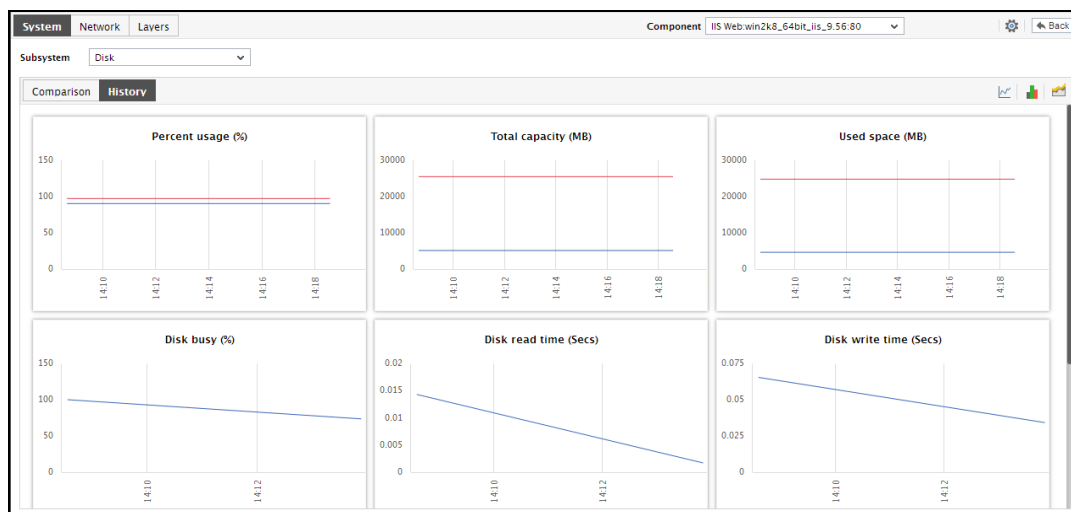 System Network Layers Component IIS Web:win2k8_64bit_iis_9.56:80 Back
Subsystem Disk
Comparison History
Percent usage (%)
150
100
50
0
14:10 14:12 14:14 14:16 14:18
Total capacity (MB)
30000
20000
10000
0
14:10 14:12 14:14 14:16 14:18
Used space (MB)
30000
20000
10000
0
14:10 14:12 14:14 14:16 14:18
Disk busy (%)
150
100
50
0
14:10 14:12
Disk read time (Secs)
0.02
0.015
0.01
0.005
0
14:10 14:12
Disk write time (Secs)
0.075
0.05
0.025
0
14:10 14:12